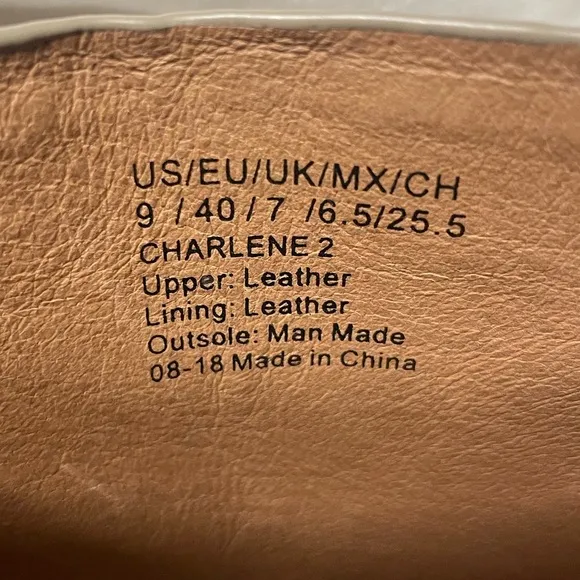 US/EU/UK/MX/CH
9 /40/7 /6.5/25.5
CHARLENE 2
Upper: Leather
Lining: Leather
Outsole: Man Made
08-18 Made in China